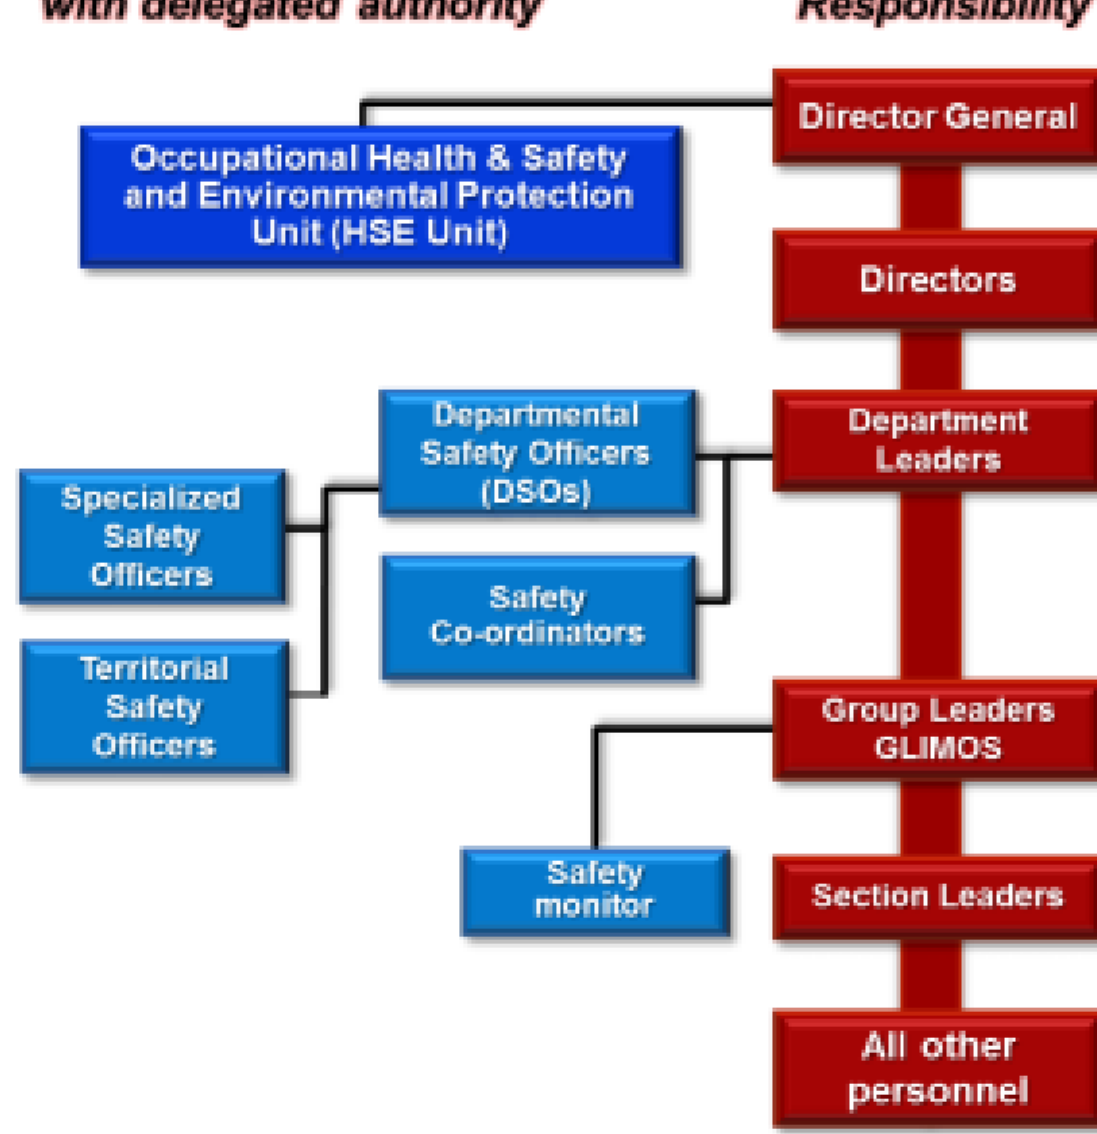 with delegated authority
Responsibility
Director General
Occupational Health & Safety
and Environmental Protection
Unit (HSE Unit)
Directors
Departmental
Safety Officers
(DSOs)
Department
Leaders
Specialized
Safety
Officers
Safety
Co-ordinators
Territorial
Safety
Officers
Group Leaders
GLIMOS
Safety
monitor
Section Leaders
All other
personnel